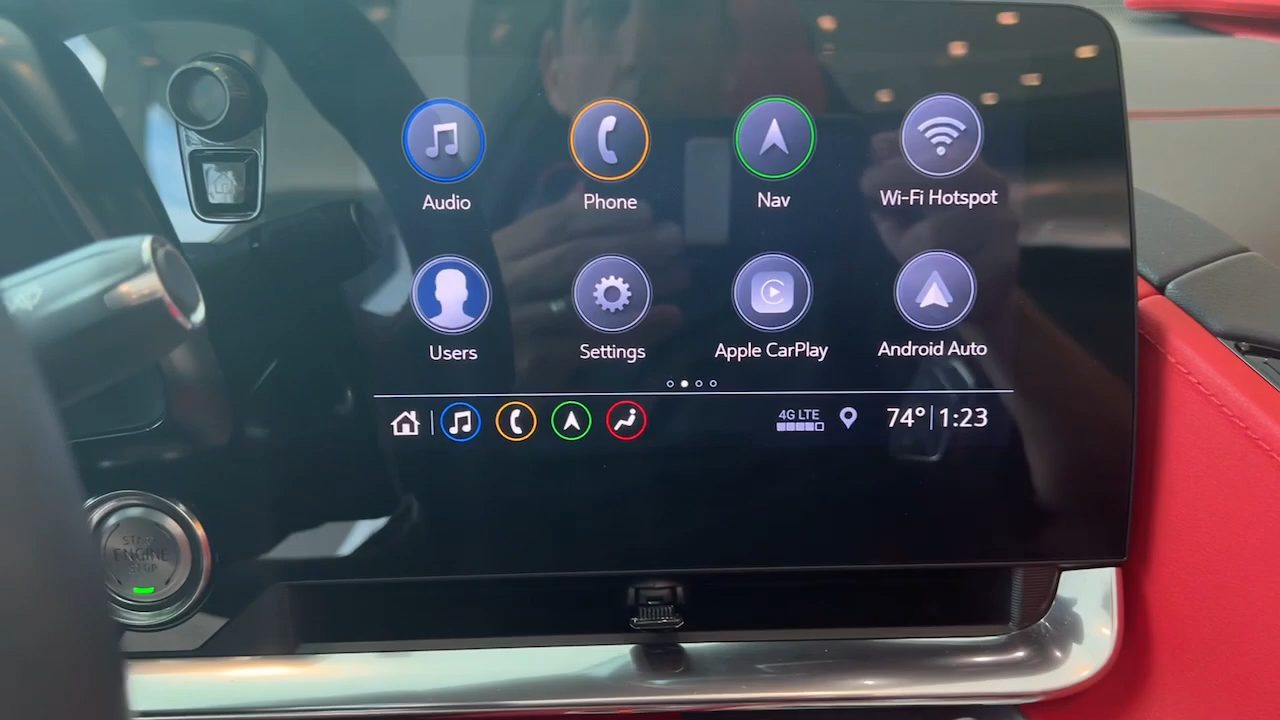 Audio
Phone
Nav
Wi-Fi Hotspot
Users
Settings
Apple CarPlay
Android Auto
4G LTE
74° 1:23
START
ENGINE
STOP